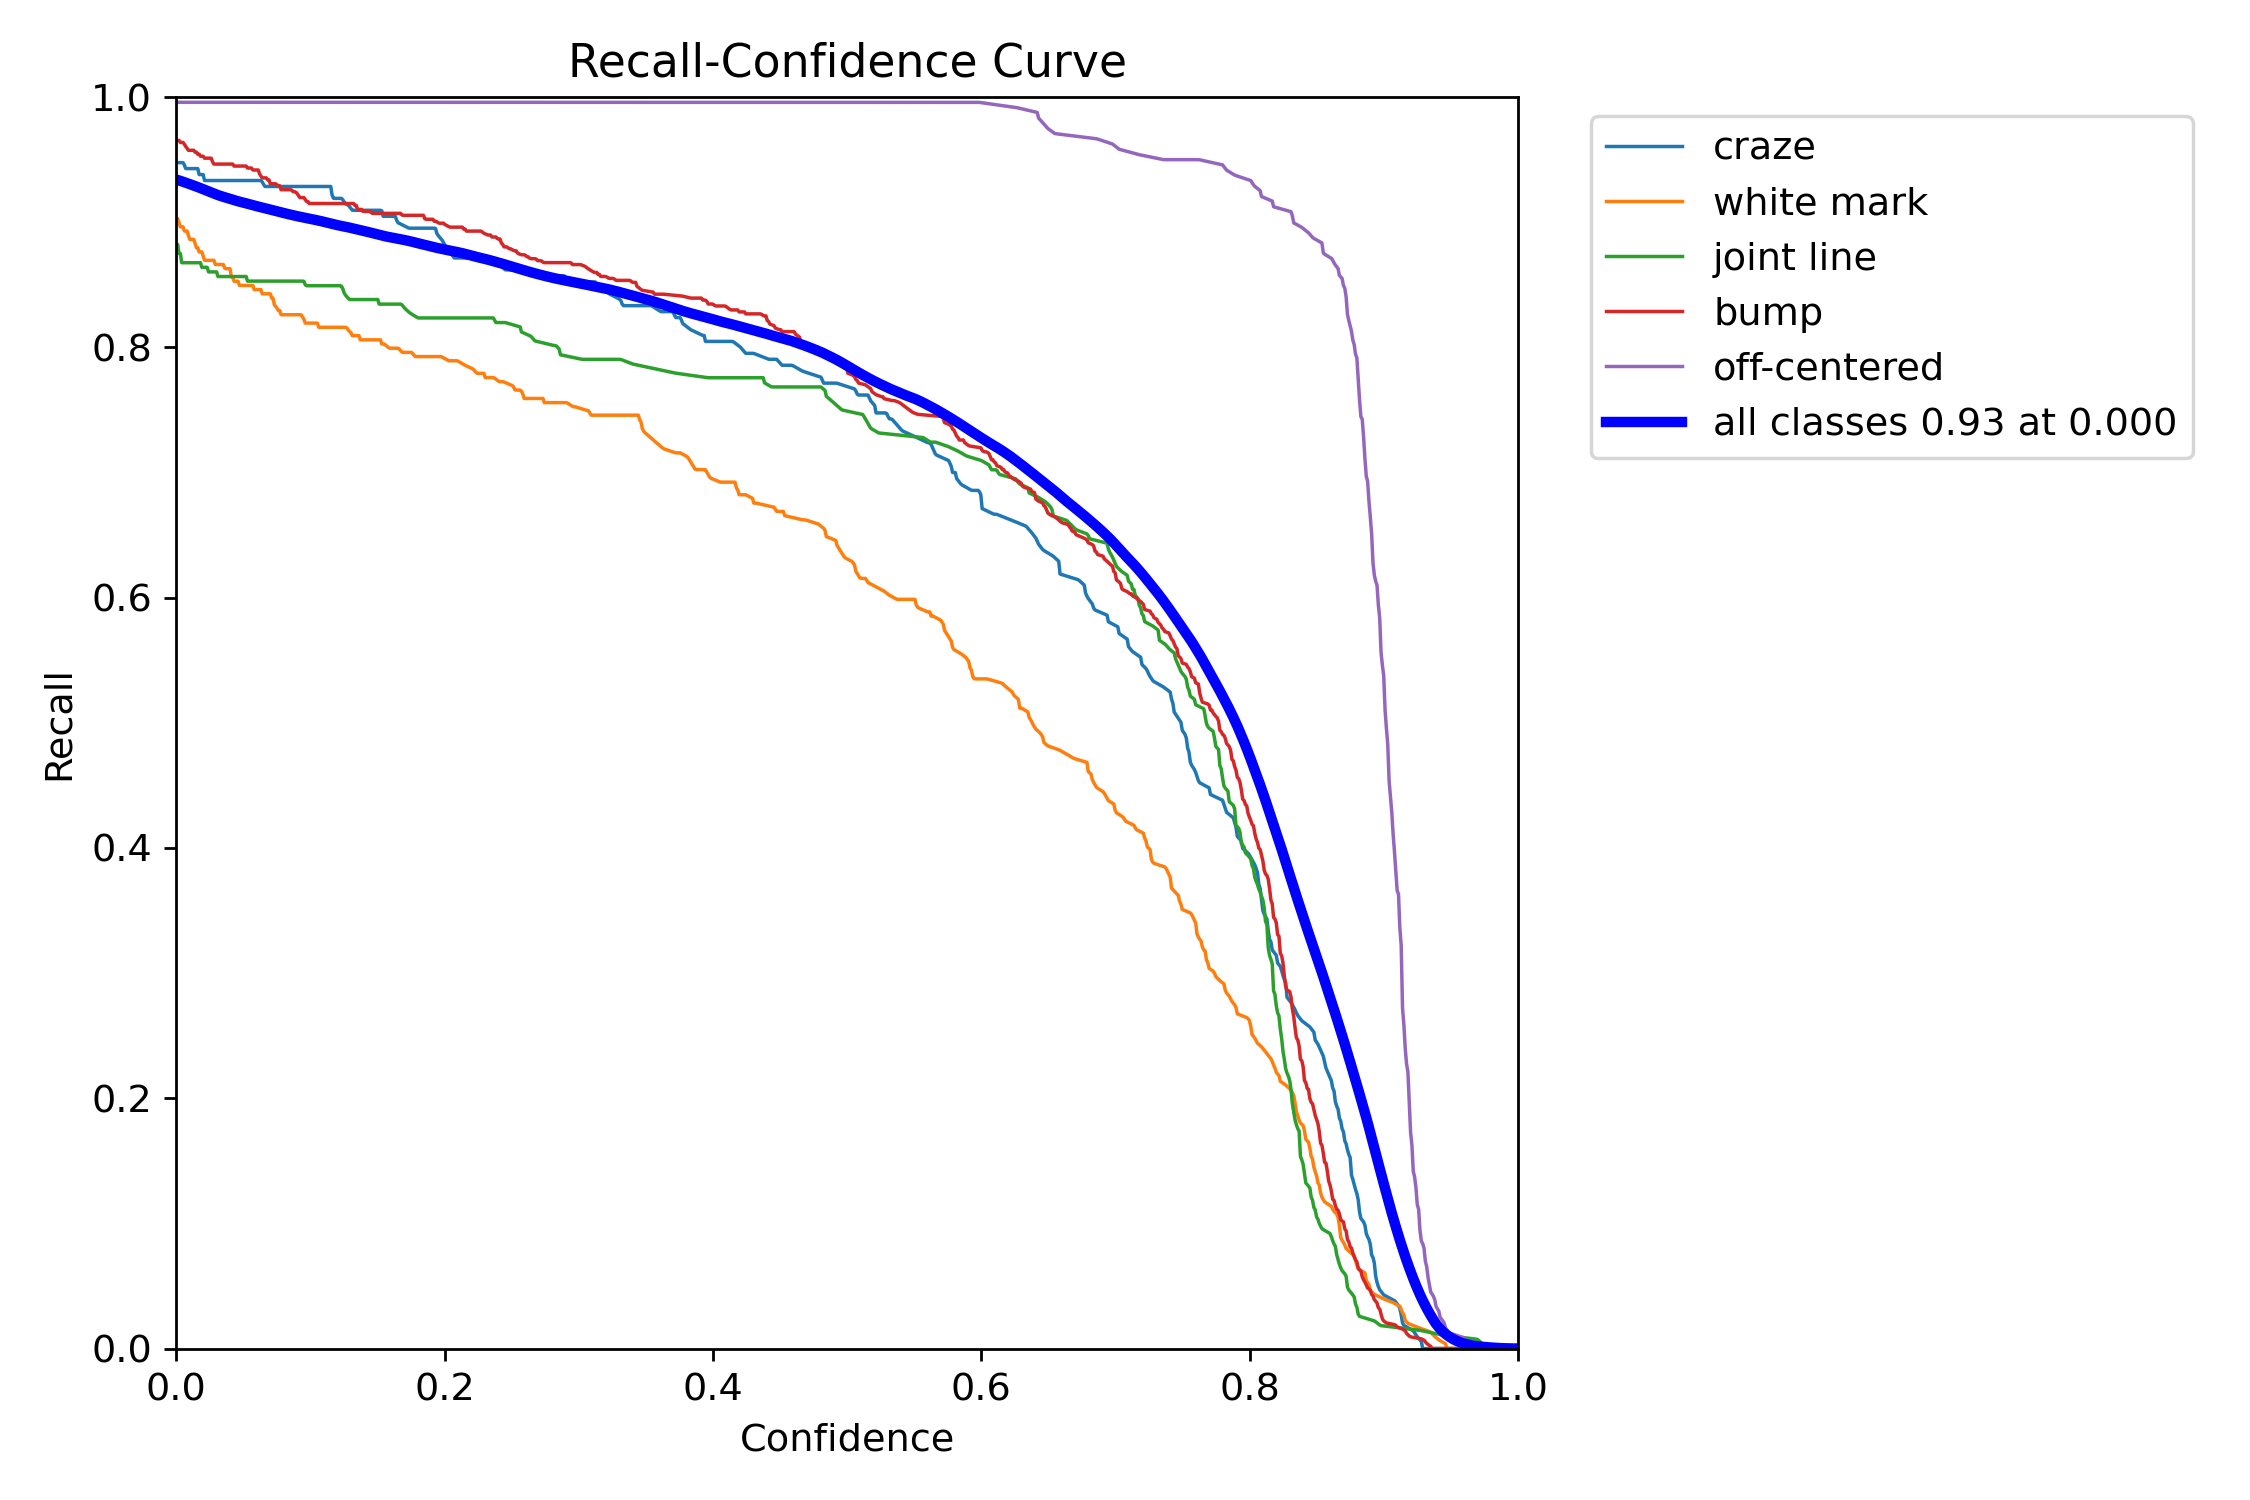 Recall-Confidence Curve
1.0
0.8
0.6
0.4
0.2
0.0
Recall
0.0 0.2 0.4 0.6 0.8 1.0
Confidence
craze
white mark
joint line
bump
off-centered
all classes 0.93 at 0.000